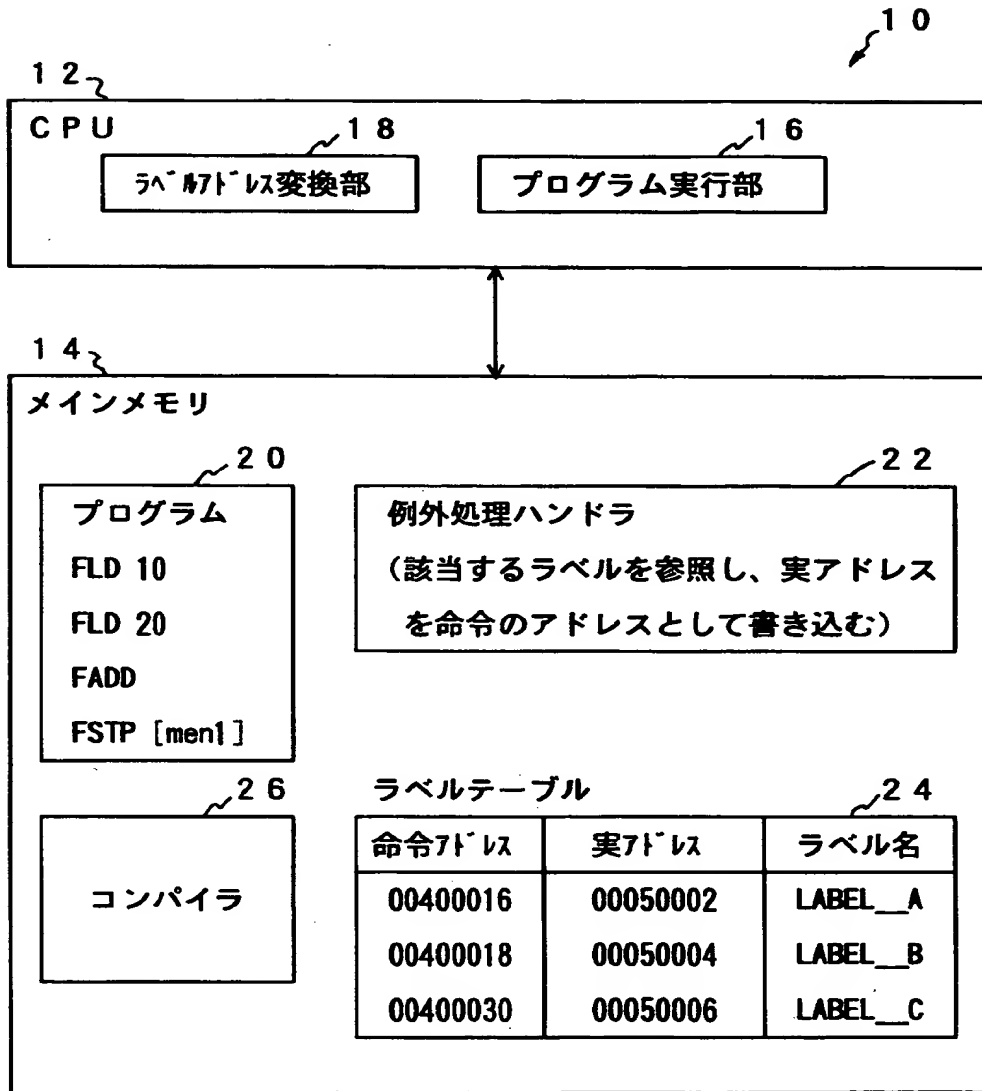 １０
１２
ＣＰＵ
１８
１６
ﾗﾍﾞﾙｱﾄﾞﾚｽ変換部
プログラム実行部
１４
メインメモリ
２０
プログラム
FLD 10
FLD 20
FADD
FSTP [men1]
２２
例外処理ハンドラ
（該当するラベルを参照し、実アドレス
を命令のアドレスとして書き込む）
２６
コンパイラ
ラベルテーブル
２４
命令ｱﾄﾞﾚｽ 実ｱﾄﾞﾚｽ ラベル名
00400016 00050002 LABEL__A
00400018 00050004 LABEL__B
00400030 00050006 LABEL__C